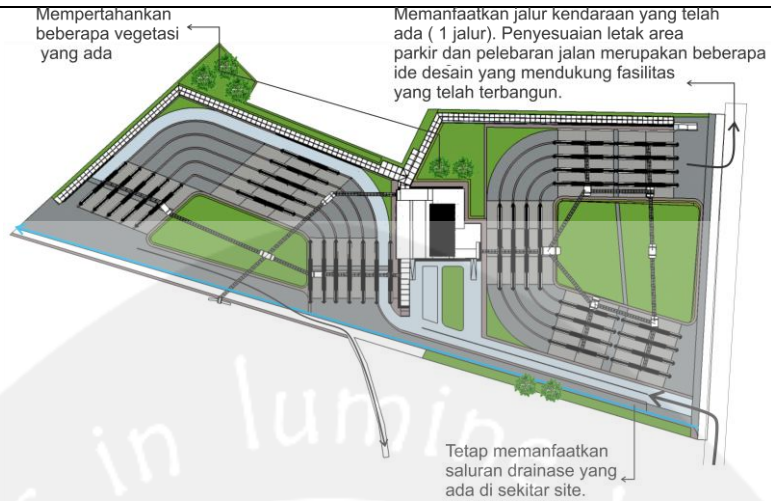 Mempertahankan
beberapa vegetasi
yang ada
Memanfaatkan jalur kendaraan yang telah
ada ( 1 jalur). Penyesuaian letak area
parkir dan pelebaran jalan merupakan beberapa
ide desain yang mendukung fasilitas
yang telah terbangun.
Tetap memanfaatkan
saluran drainase yang
ada di sekitar site.
in lumin